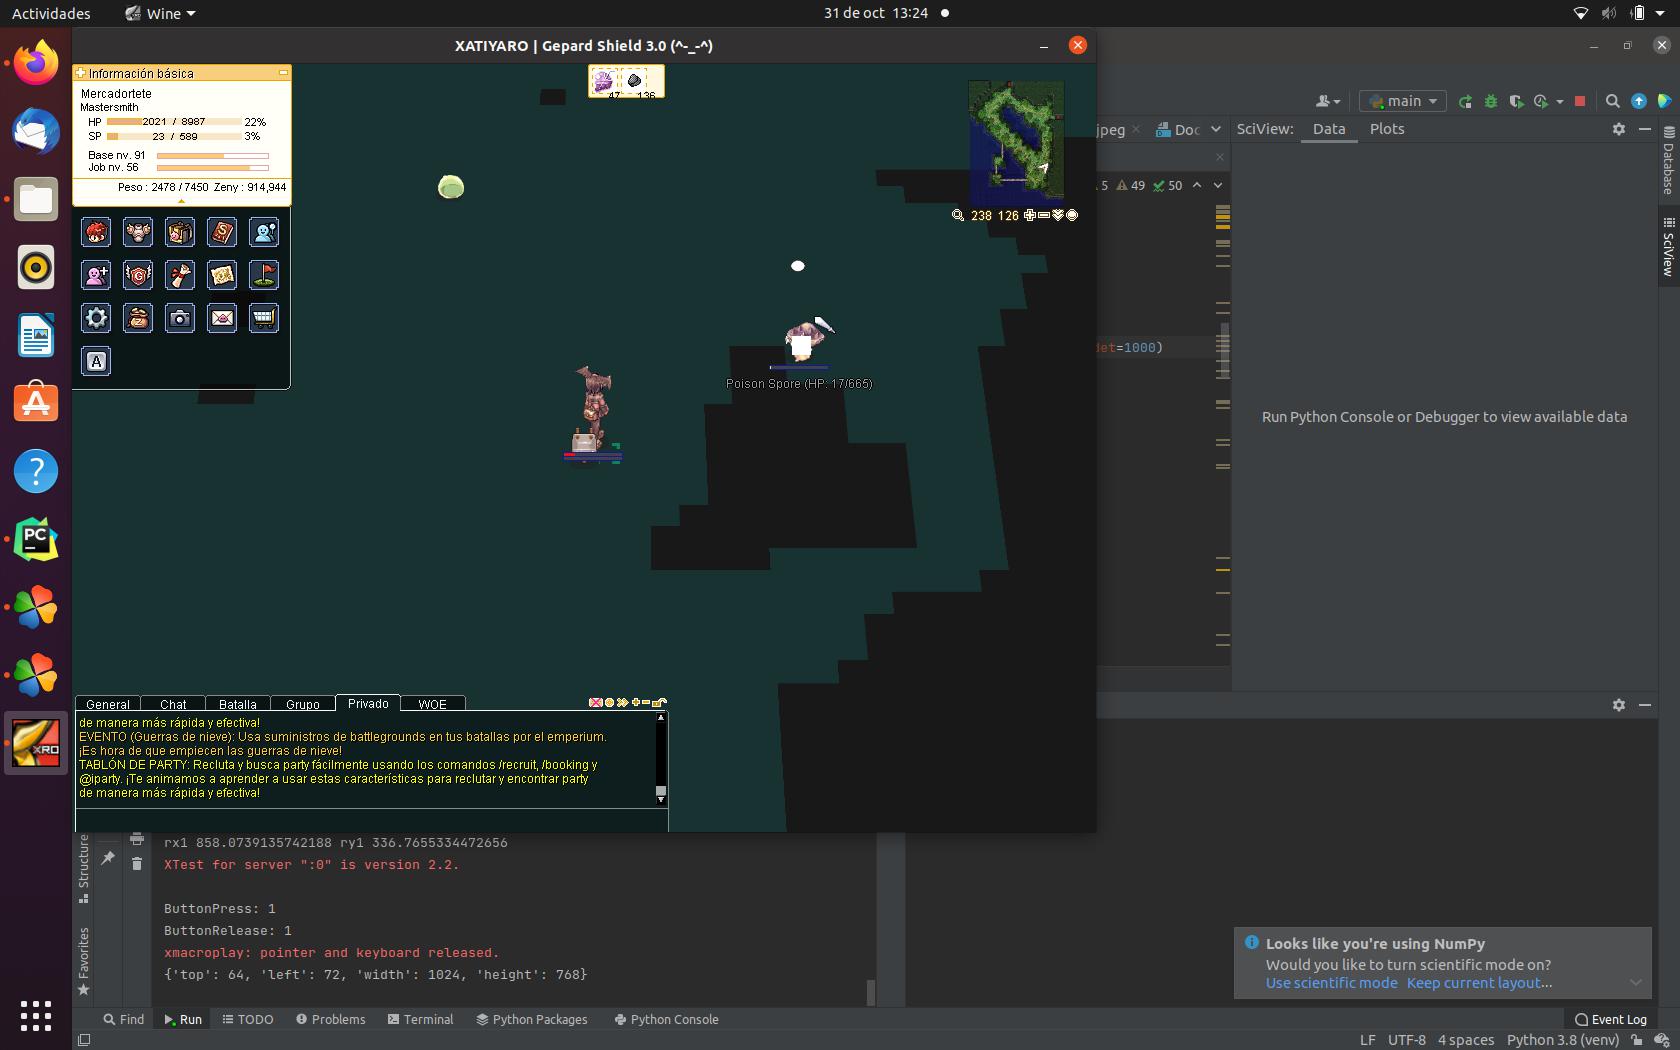 Actividades
Wine
31 de oct 13:24
XATIYARO | Gepard Shield 3.0 (^-_-^)
Información básica
Mercadortete
Mastersmith
HP 2021 / 8987 22%
SP 23 / 589 3%
Base nv. 91
Job nv. 56
Peso : 2478 / 7450 Zeny : 914,944
47 136
238 126
A
Poison Spore (HP: 17/665)
General Chat Batalla Grupo Privado WOE
de manera más rápida y efectiva!
EVENTO (Guerras de nieve): Usa suministros de battlegrounds en tus batallas por el emperium.
¡Es hora de que empiecen las guerras de nieve!
TABLÓN DE PARTY: Recluta y busca party fácilmente usando los comandos /recruit, /booking y
@iparty. ¡Te animamos a aprender a usar estas características para reclutar y encontrar party
de manera más rápida y efectiva!
main
jpeg Doc
SciView: Data Plots
5 49 50
det=1000)
Run Python Console or Debugger to view available data
Database
SciView
PC
XRO
Structure
Favorites
rx1 858.0739135742188 ry1 336.7655334472656
XTest for server ":0" is version 2.2.
ButtonPress: 1
ButtonRelease: 1
xmacroplay: pointer and keyboard released.
{'top': 64, 'left': 72, 'width': 1024, 'height': 768}
Looks like you're using NumPy
Would you like to turn scientific mode on?
Use scientific mode Keep current layout...
Find Run TODO Problems Terminal Python Packages Python Console
Event Log
LF UTF-8 4 spaces Python 3.8 (venv)